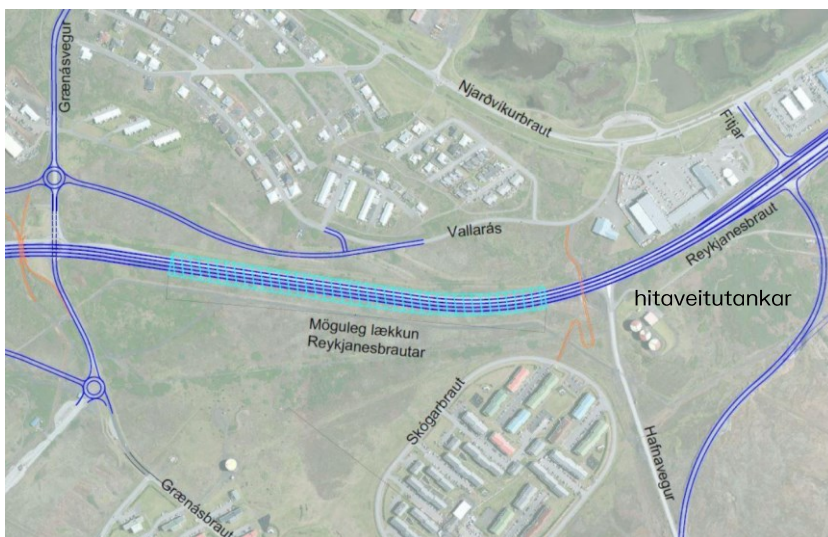 Grænásvegur
Njarðvíkurbraut
Fitjar
Vallarás
Reykjanesbraut
hitaveitutankar
Möguleg lækkun
Reykjanesbrautar
Skógarbraut
Hafnavegur
Grænásbraut